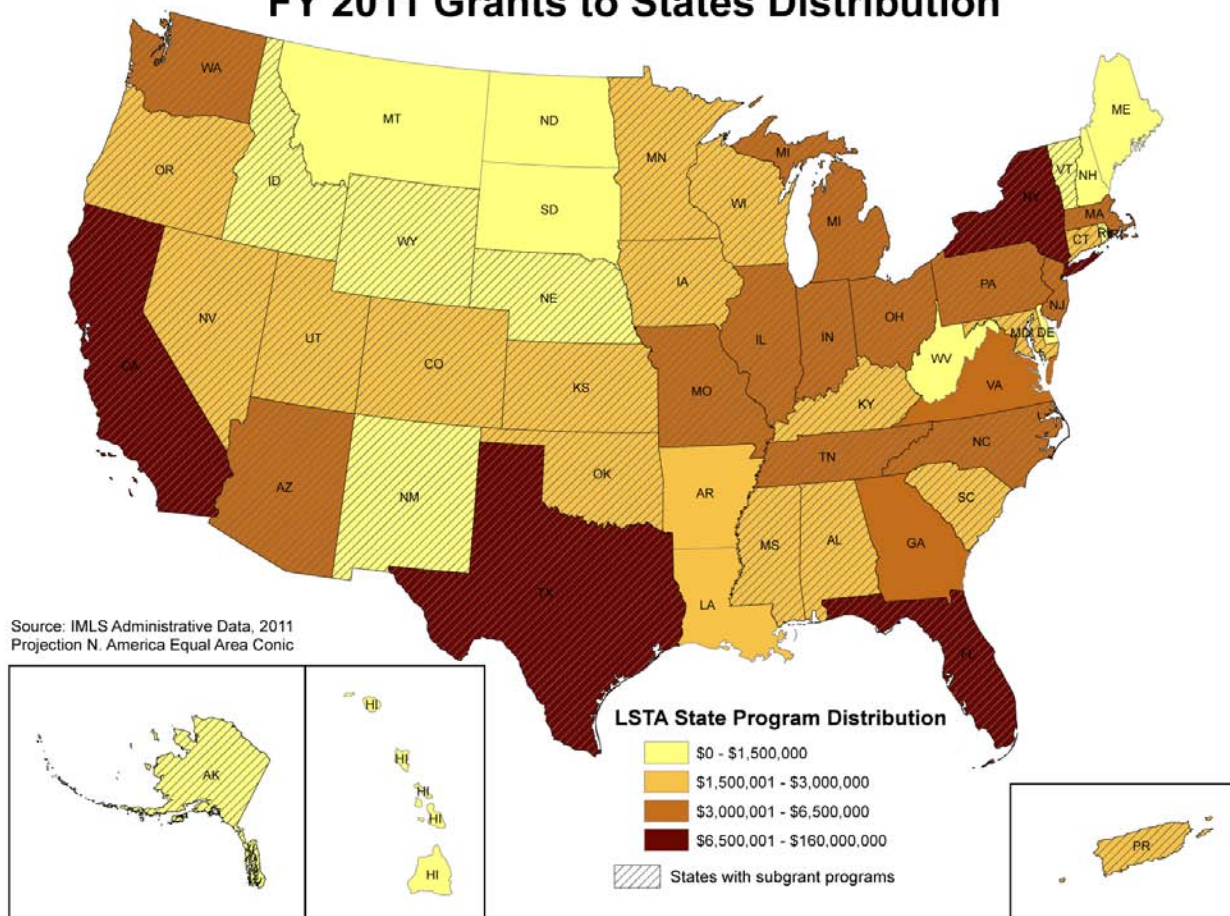 FY 2011 Grants to States Distribution
WA
MT
ND
ME
OR
ID
MN
MI
VT
NH
WI
SD
WY
NY
MA
MI
CT
IA
NE
PA
NJ
NV
UT
CO
IL
IN
OH
MD
DE
WV
KS
MO
VA
KY
CA
AZ
NM
OK
AR
TN
NC
SC
MS
AL
GA
TX
LA
FL
Source: IMLS Administrative Data, 2011
Projection N. America Equal Area Conic
AK
HI
HI
HI
HI
HI
LSTA State Program Distribution
$0 - $1,500,000
$1,500,001 - $3,000,000
$3,000,001 - $6,500,000
$6,500,001 - $160,000,000
States with subgrant programs
PR